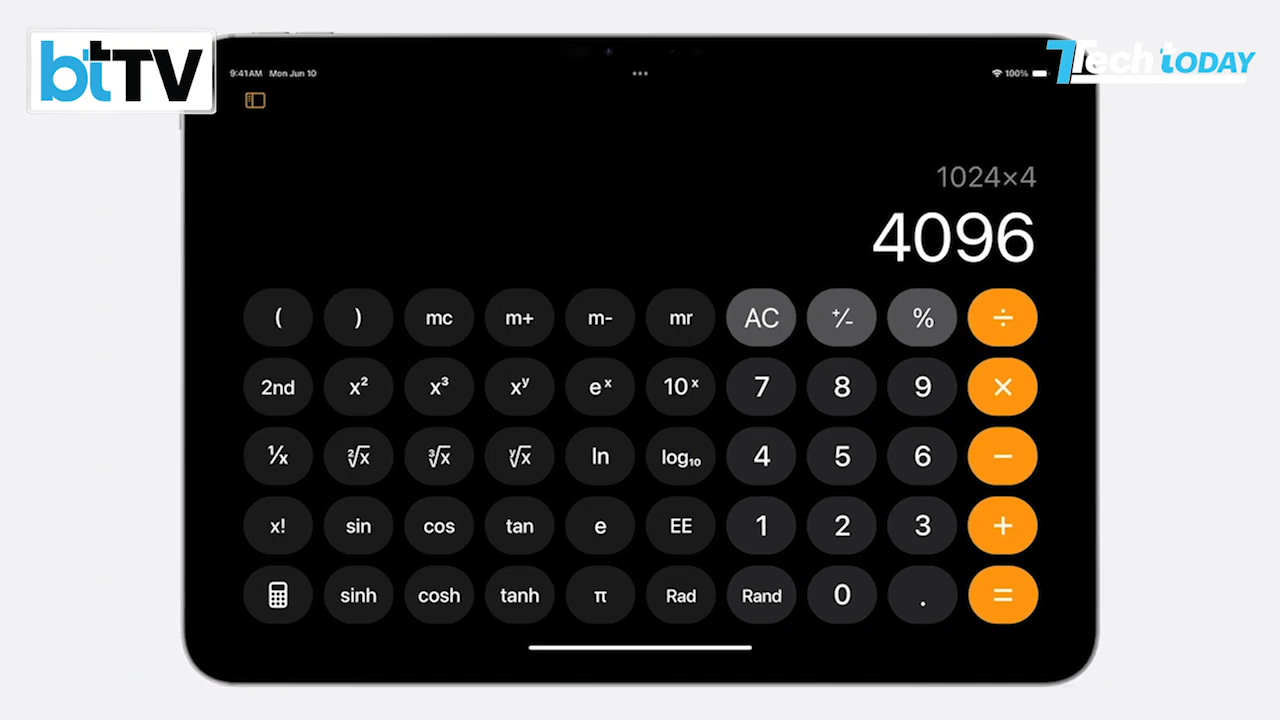 btTV
Tech tODAY
9:41 AM Mon Jun 10
100%
1024×4
4096
( ) mc m+ m- mr AC +/- % ÷
2nd x² x³ xʸ eˣ 10ˣ 7 8 9 ×
1/x ²√x ³√x ʸ√x ln log₁₀ 4 5 6 −
x! sin cos tan e EE 1 2 3 +
sinh cosh tanh π Rad Rand 0 . =